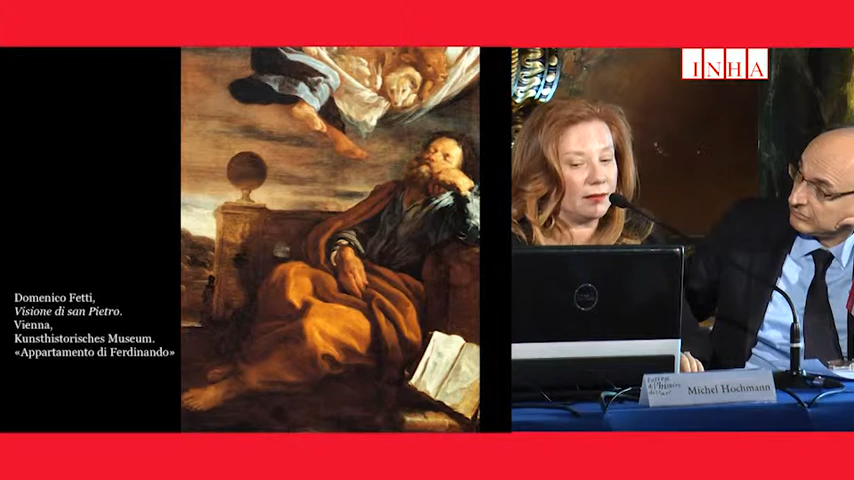 INHA
Domenico Fetti,
Visione di san Pietro.
Vienna,
Kunsthistorisches Museum.
«Appartamento di Ferdinando»
Michel Hochmann